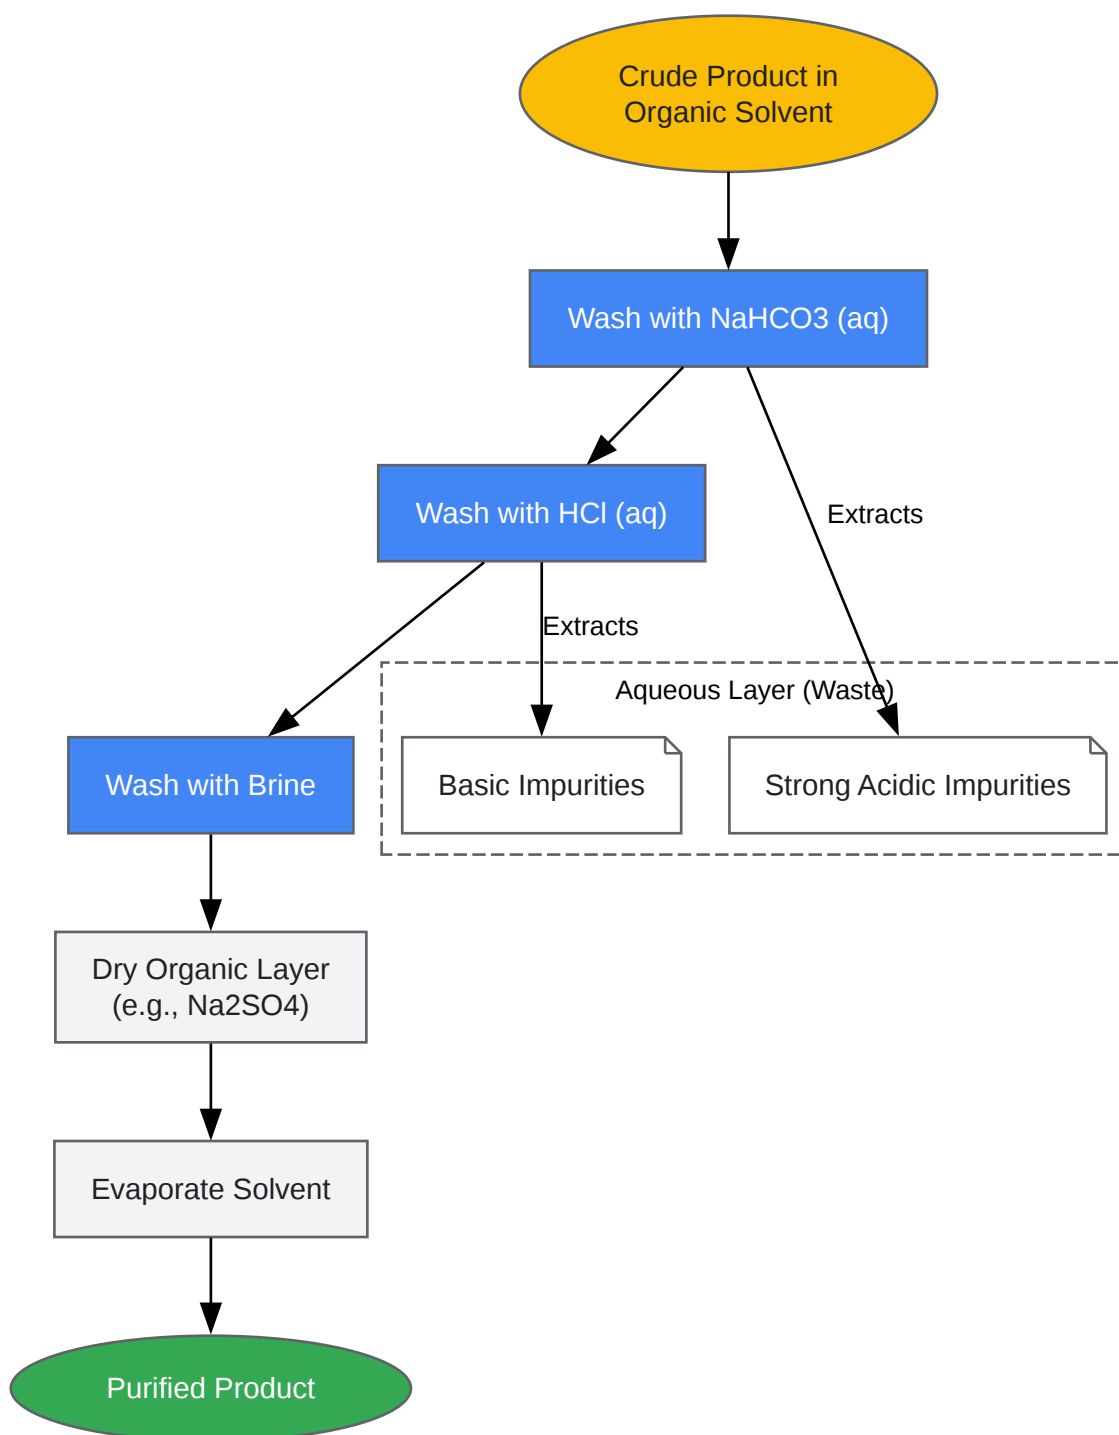 Crude Product in
Organic Solvent
Wash with NaHCO3 (aq)
Wash with HCl (aq)
Extracts
Extracts
Aqueous Layer (Waste)
Wash with Brine
Basic Impurities
Strong Acidic Impurities
Dry Organic Layer
(e.g., Na2SO4)
Evaporate Solvent
Purified Product